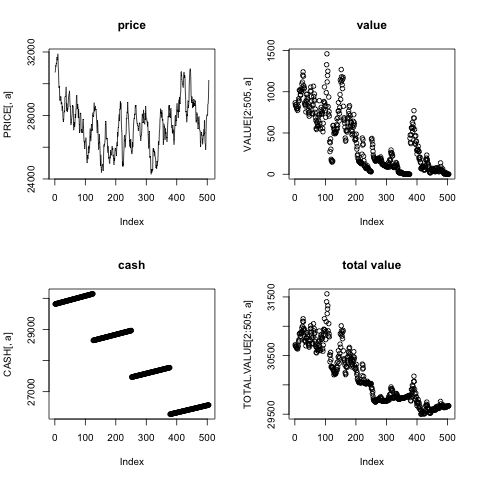 price
PRICE[, a]
24000 28000 32000
0 100 200 300 400 500
Index
value
VALUE[2:505, a]
0 500 1000 1500
0 100 200 300 400 500
Index
cash
CASH[, a]
27000 29000
0 100 200 300 400 500
Index
total value
TOTAL.VALUE[2:505, a]
29500 30500 31500
0 100 200 300 400 500
Index